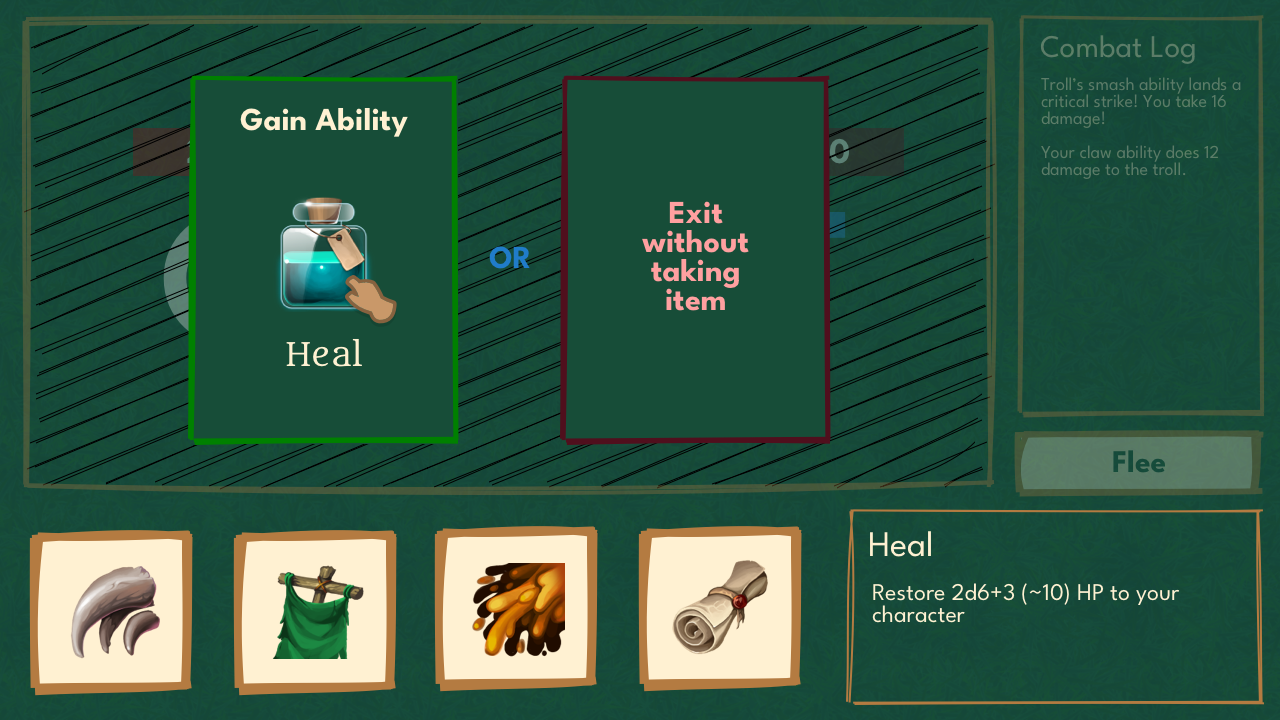 Gain Ability
Heal
OR
Exit
without
taking
item
0
Combat Log
Troll's smash ability lands a
critical strike! You take 16
damage!
Your claw ability does 12
damage to the troll.
Flee
Heal
Restore 2d6+3 (~10) HP to your
character